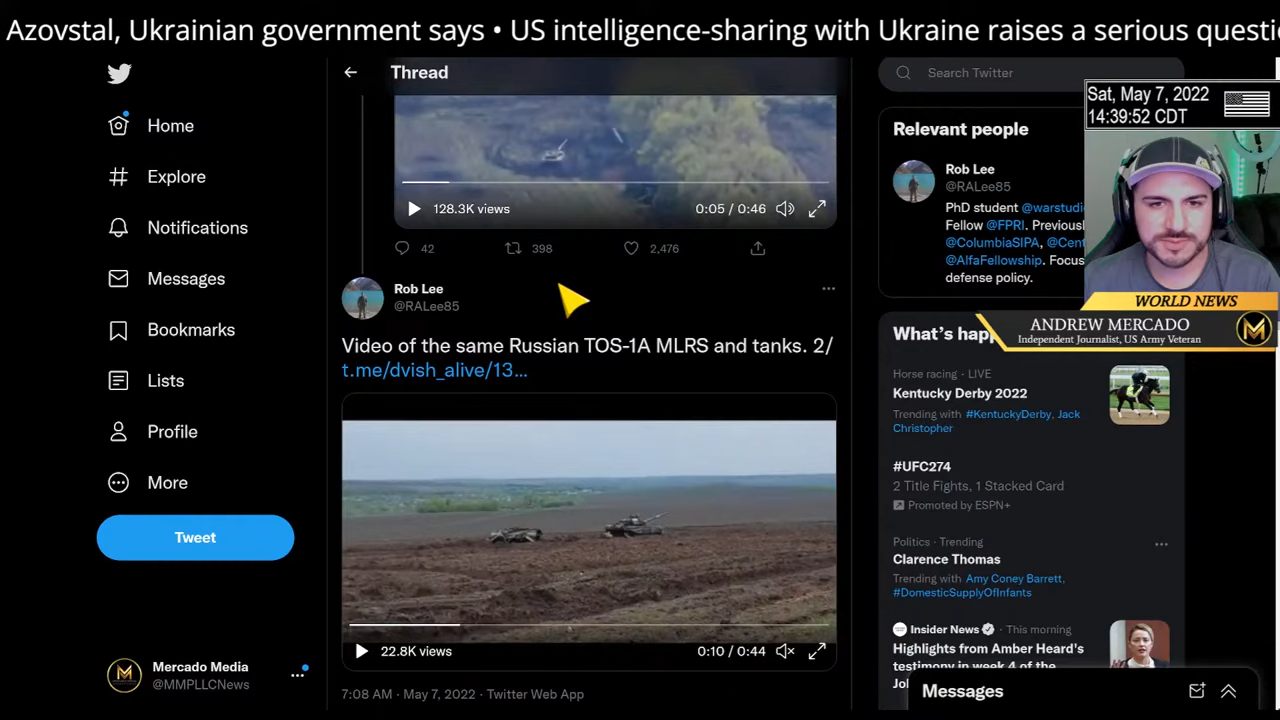 Azovstal, Ukrainian government says • US intelligence-sharing with Ukraine raises a serious questi
Home
Explore
Notifications
Messages
Bookmarks
Lists
Profile
More
Tweet
Mercado Media
@MMPLLCNews
Thread
128.3K views
0:05 / 0:46
42
398
2,476
Rob Lee
@RALee85
Video of the same Russian TOS-1A MLRS and tanks. 2/
t.me/dvish_alive/13...
22.8K views
0:10 / 0:44
7:08 AM · May 7, 2022 · Twitter Web App
Search Twitter
Sat, May 7, 2022
14:39:52 CDT
Relevant people
Rob Lee
@RALee85
PhD student @warstudi
Fellow @FPRI. Previously
@ColumbiaSIPA, @Cent
@AlfaFellowship. Focus
defense policy.
WORLD NEWS
ANDREW MERCADO
Independent Journalist, US Army Veteran
What's hap
Horse racing · LIVE
Kentucky Derby 2022
Trending with #KentuckyDerby, Jack
Christopher
#UFC274
2 Title Fights, 1 Stacked Card
Promoted by ESPN+
Politics · Trending
Clarence Thomas
Trending with Amy Coney Barrett,
#DomesticSupplyOfInfants
Insider News · This morning
Highlights from Amber Heard's
testimony in week 4 of the
Messages